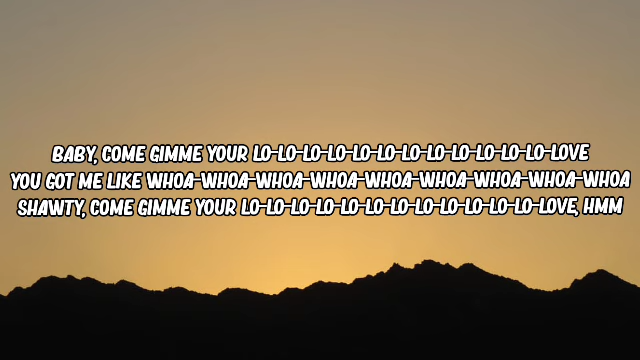 BABY, COME GIMME YOUR LO-LO-LO-LO-LO-LO-LO-LO-LO-LO-LO-LO-LOVE
YOU GOT ME LIKE WHOA-WHOA-WHOA-WHOA-WHOA-WHOA-WHOA-WHOA-WHOA
SHAWTY, COME GIMME YOUR LO-LO-LO-LO-LO-LO-LO-LO-LO-LO-LO-LO-LOVE, HMM